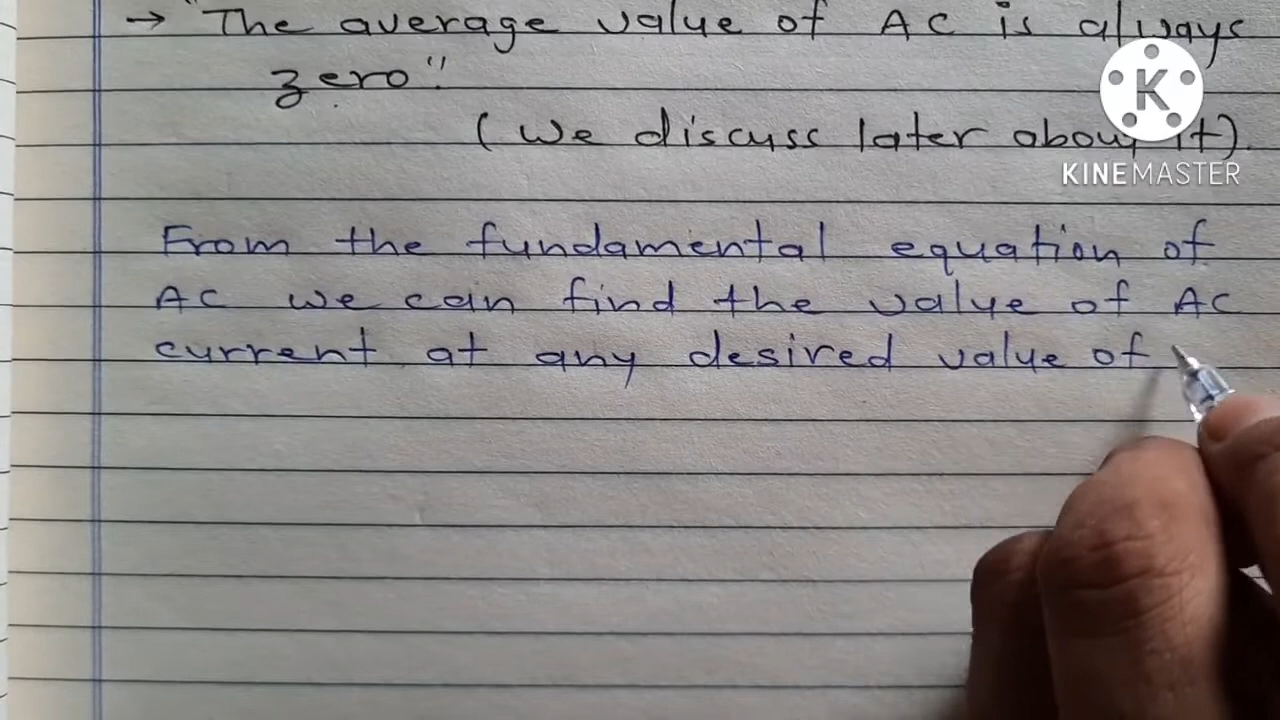 → "The average value of AC is always
zero"
(We discuss later about it).
K
KINEMASTER
From the fundamental equation of
AC we can find the value of AC
current at any desired value of